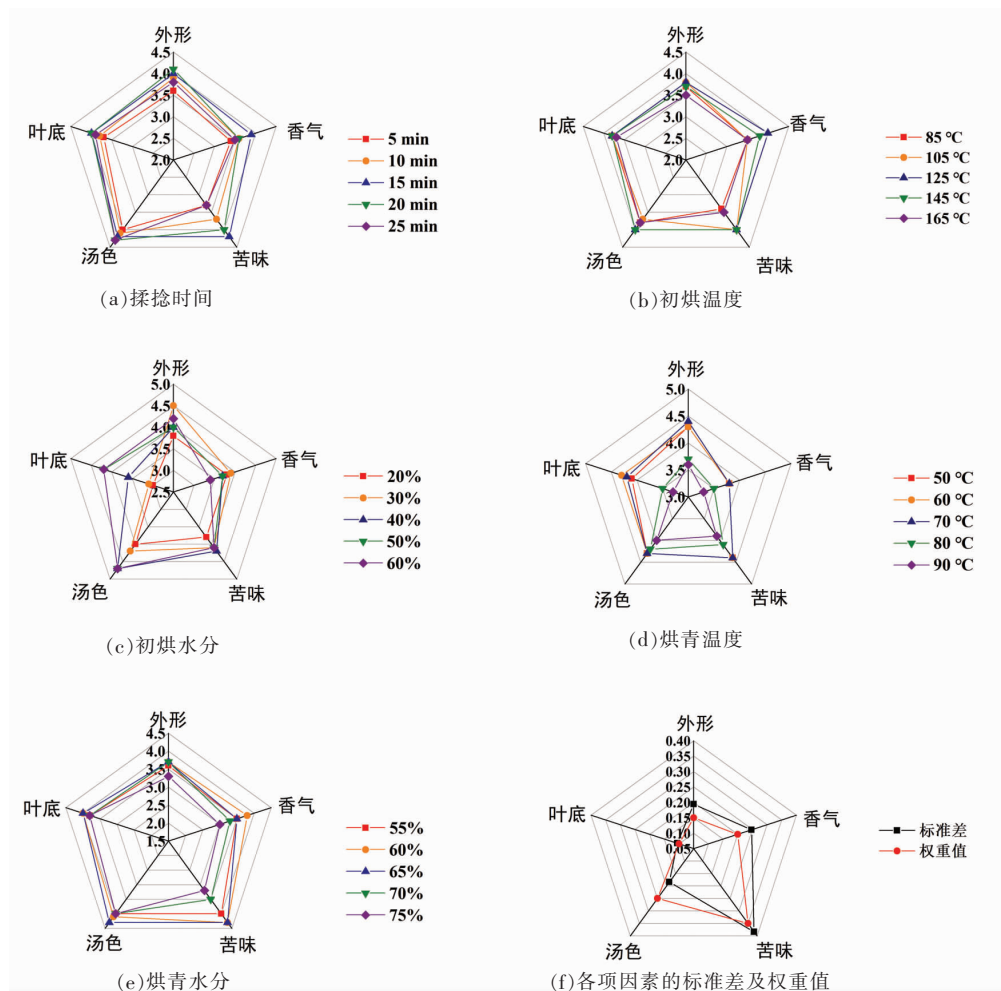 外形
4.5
4.0
3.5
3.0
2.5
2.0
香气
苦味
汤色
叶底
5 min
10 min
15 min
20 min
25 min
(a)揉捻时间
外形
4.5
4.0
3.5
3.0
2.5
2.0
香气
苦味
汤色
叶底
85 ℃
105 ℃
125 ℃
145 ℃
165 ℃
(b)初烘温度
外形
5.0
4.5
4.0
3.5
3.0
2.5
香气
苦味
汤色
叶底
20%
30%
40%
50%
60%
(c)初烘水分
外形
5.0
4.5
4.0
3.5
3.0
香气
苦味
汤色
叶底
50 ℃
60 ℃
70 ℃
80 ℃
90 ℃
(d)烘青温度
外形
4.5
4.0
3.5
3.0
2.5
2.0
1.5
香气
苦味
汤色
叶底
55%
60%
65%
70%
75%
(e)烘青水分
外形
0.40
0.35
0.30
0.25
0.20
0.15
0.10
0.05
香气
苦味
汤色
叶底
标准差
权重值
(f)各项因素的标准差及权重值